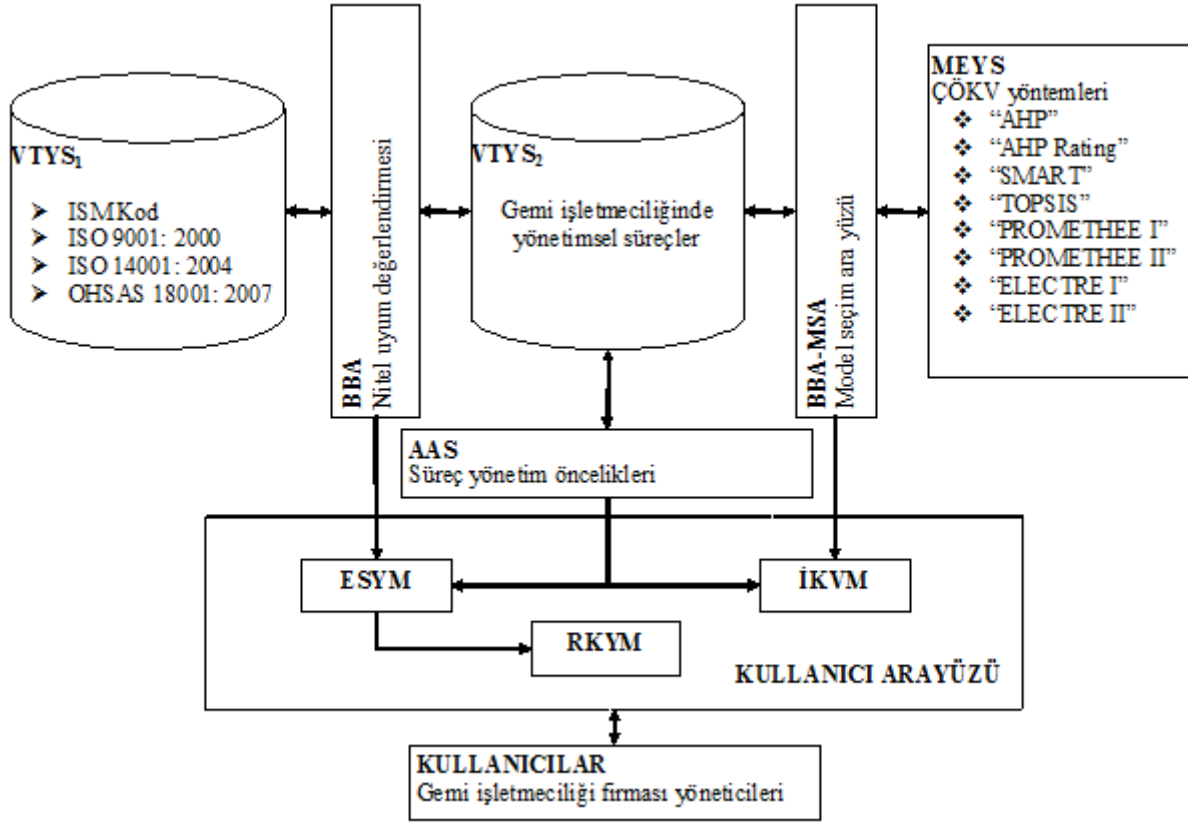 VTYS₁
ISM Kod
ISO 9001: 2000
ISO 14001: 2004
OHSAS 18001: 2007
BBA
Nitel uyum değerlendirmesi
VTYS₂
Gemi işletmeciliğinde
yönetimsel süreçler
BBA-MSA
Model seçim ara yüzü
MEYS
ÇÖKV yöntemleri
“AHP”
“AHP Rating”
“SMART”
“TOPSIS”
“PROMETHEE I”
“PROMETHEE II”
“ELECTRE I”
“ELECTRE II”
AAS
Süreç yönetim öncelikleri
ESYM
İKVM
RKYM
KULLANICI ARAYÜZÜ
KULLANICILAR
Gemi işletmeciliği firması yöneticileri